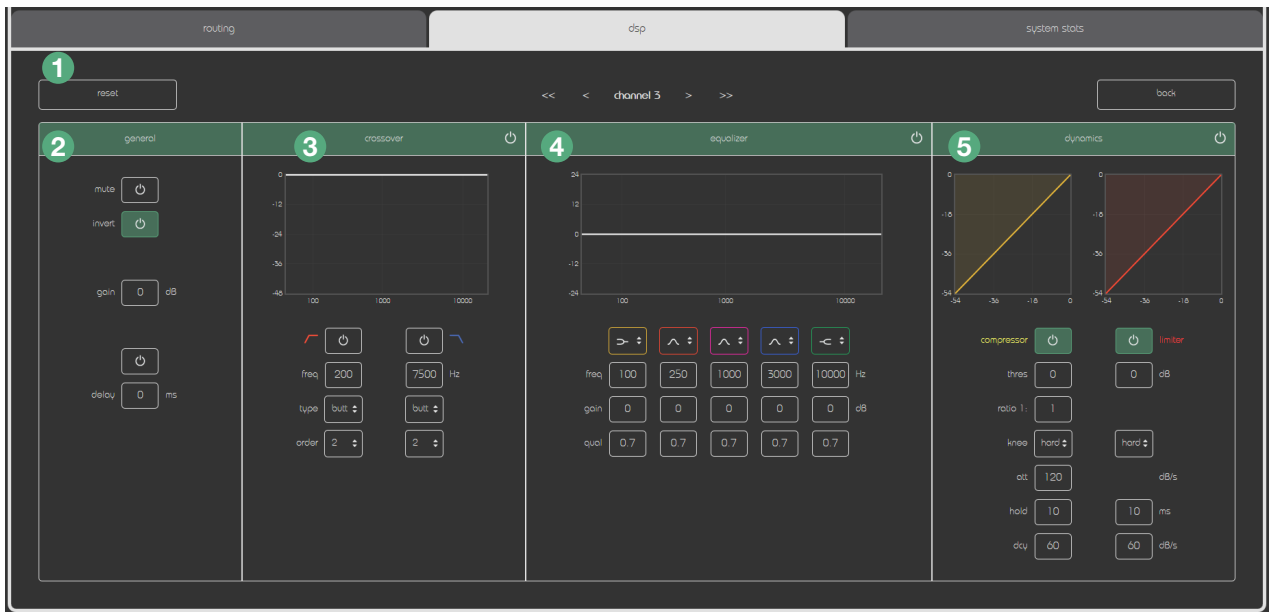 routing dsp system stats
1
reset << < channel 3 > >> back
2 general 3 crossover 4 equalizer 5 dynamics
0 24 0 0
mute
-12 12 -18 -18
invert
-24 0
-36 -12 -36 -36
gain 0 dB
-48 -24 -54 -54
100 1000 10000 100 1000 10000 -54 -36 -18 0 -54 -36 -18 0
compressor limiter
freq 200 7500 Hz freq 100 250 1000 3000 10000 Hz thres 0 0 dB
delay 0 ms
type butt butt gain 0 0 0 0 0 dB ratio 1: 1
order 2 2 qual 0.7 0.7 0.7 0.7 0.7 knee hard hard
att 120 dB/s
hold 10 10 ms
dcy 60 60 dB/s